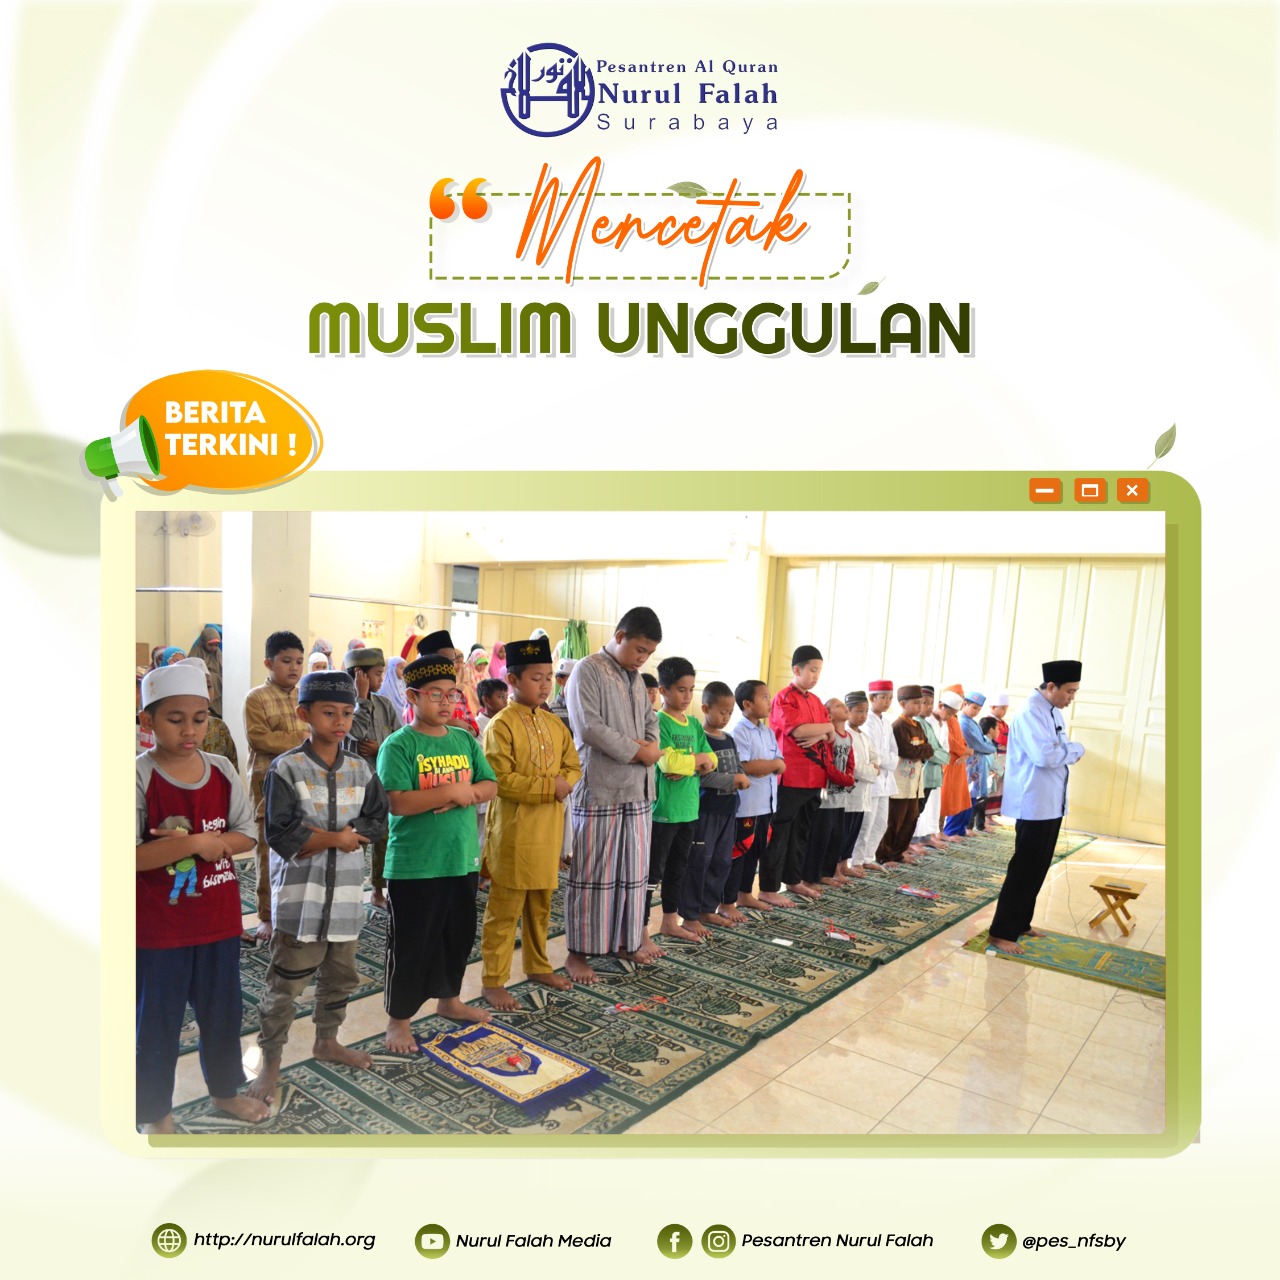 Pesantren Al Quran
Nurul Falah
Surabaya
“ Mencetak
MUSLIM UNGGULAN
BERITA
TERKINI !
iSYHADU
MUSLIM
begin
wit
bismillah
http://nurulfalah.org
Nurul Falah Media
Pesantren Nurul Falah
@pes_nfsby